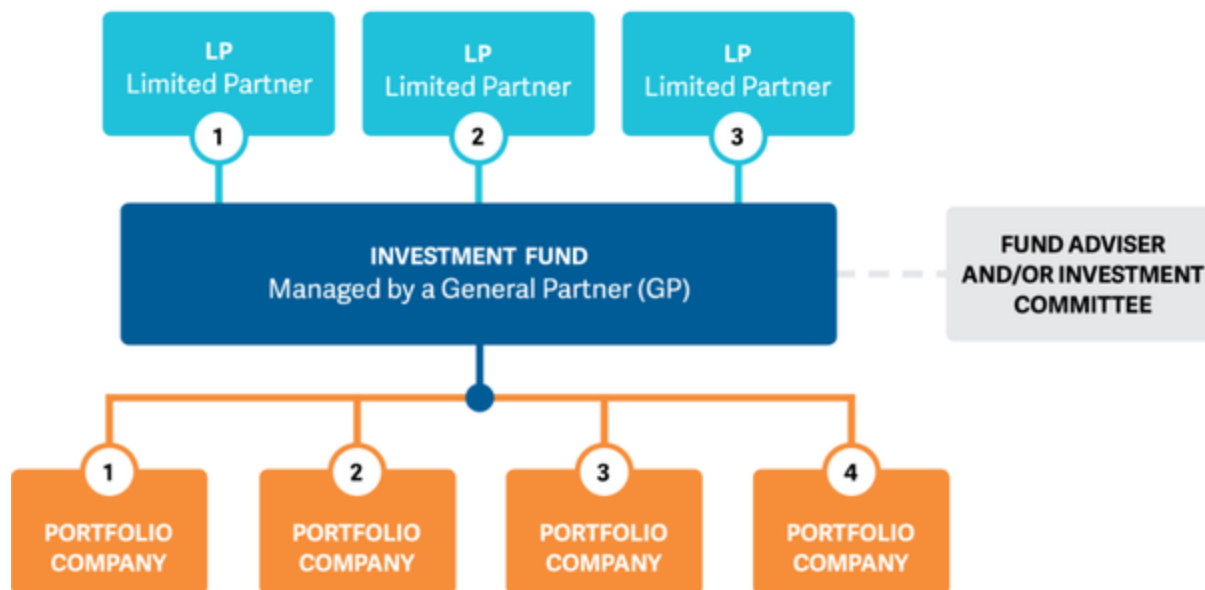 LP
Limited Partner
1
LP
Limited Partner
2
LP
Limited Partner
3
INVESTMENT FUND
Managed by a General Partner (GP)
FUND ADVISER
AND/OR INVESTMENT
COMMITTEE
1
PORTFOLIO
COMPANY
2
PORTFOLIO
COMPANY
3
PORTFOLIO
COMPANY
4
PORTFOLIO
COMPANY